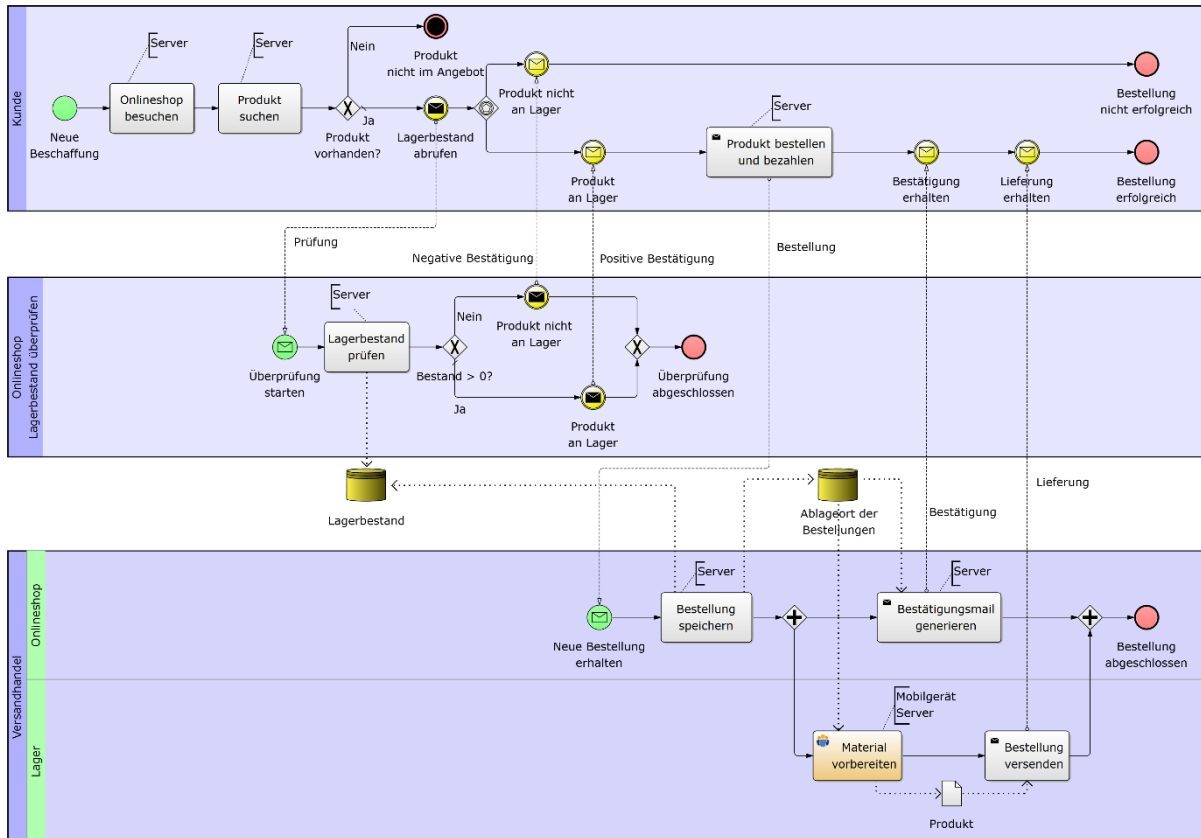 Kunde
Server
Server
Nein
Produkt
nicht im Angebot
Onlineshop
besuchen
Produkt
suchen
Neue
Beschaffung
Ja
Produkt
vorhanden?
Lagerbestand
abrufen
Produkt nicht
an Lager
Bestellung
nicht erfolgreich
Server
Produkt
an Lager
Produkt bestellen
und bezahlen
Bestätigung
erhalten
Lieferung
erhalten
Bestellung
erfolgreich
Prüfung
Negative Bestätigung
Positive Bestätigung
Bestellung
Onlineshop
Lagerbestand überprüfen
Server
Überprüfung
starten
Lagerbestand
prüfen
Nein
Bestand > 0?
Ja
Produkt nicht
an Lager
Produkt
an Lager
Überprüfung
abgeschlossen
Lagerbestand
Ablageort der
Bestellungen
Bestätigung
Lieferung
Versandhandel
Onlineshop
Server
Server
Neue Bestellung
erhalten
Bestellung
speichern
Bestätigungsmail
generieren
Bestellung
abgeschlossen
Lager
Mobilgerät
Server
Material
vorbereiten
Bestellung
versenden
Produkt